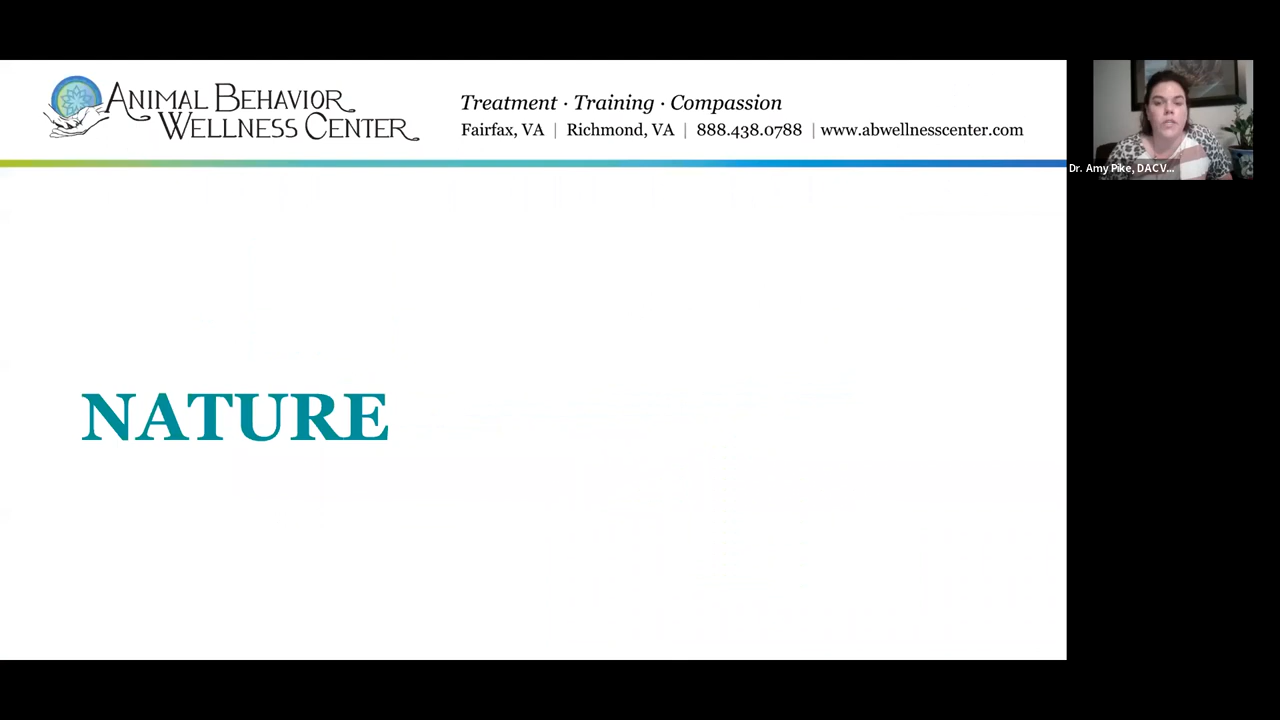 ANIMAL BEHAVIOR
WELLNESS CENTER
Treatment · Training · Compassion
Fairfax, VA | Richmond, VA | 888.438.0788 | www.abwellnesscenter.com
Dr. Amy Pike, DACV...
NATURE